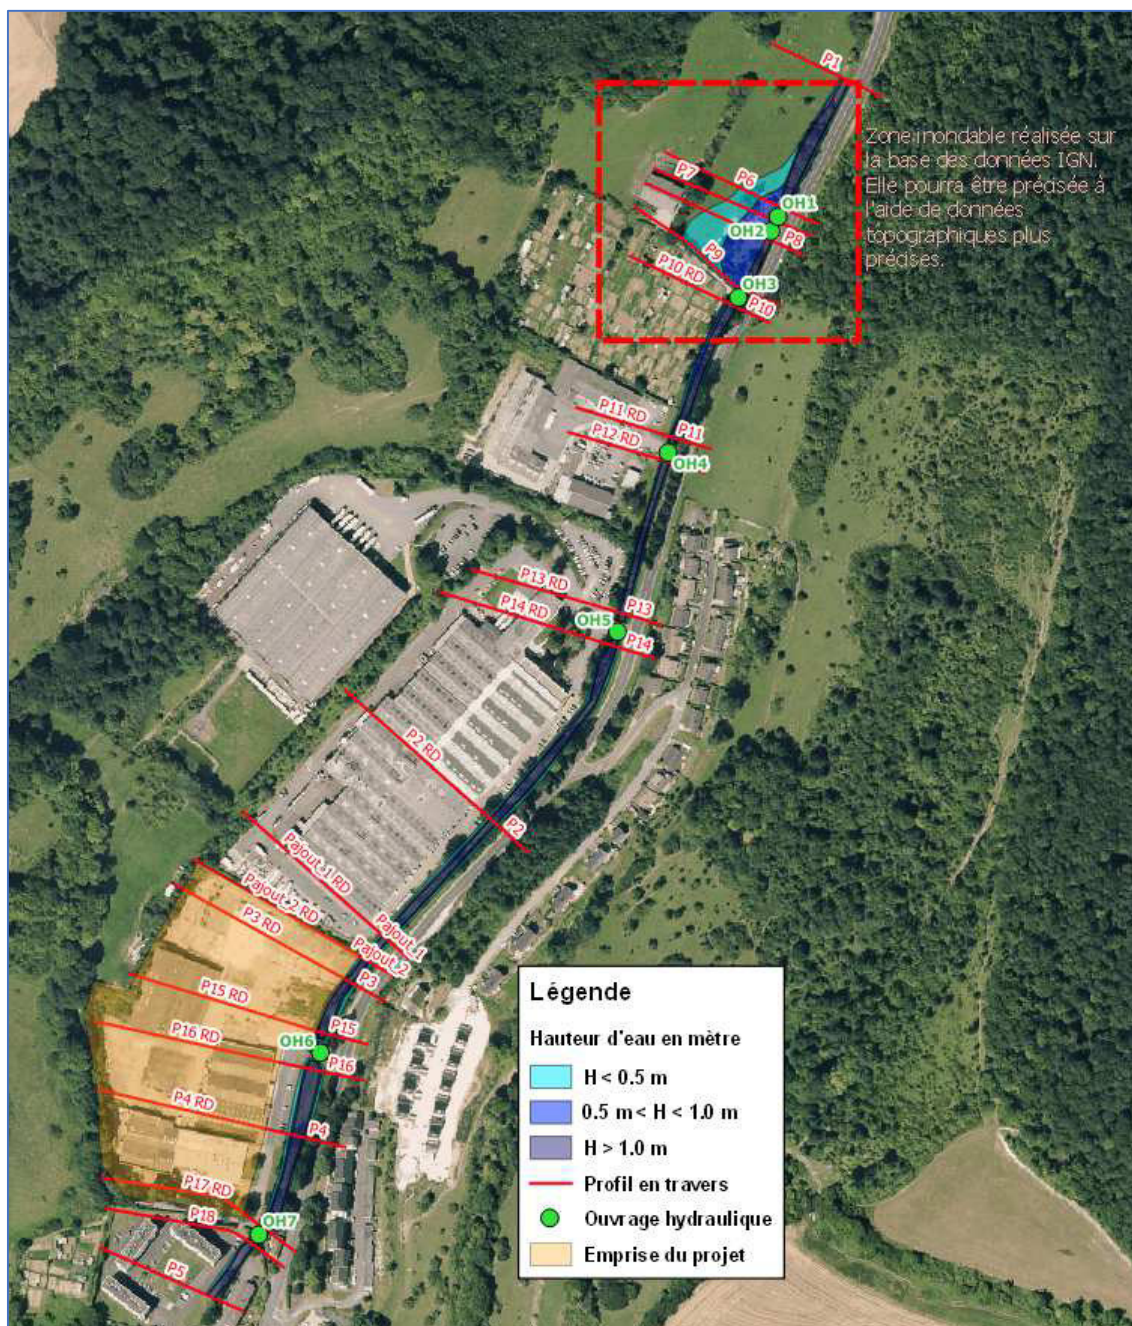 P1
Zone inondable réalisée sur
la base des données IGN.
Elle pourra être précisée à
l'aide de données
topographiques plus
précises.
P6
P7
OH1
OH2
P8
P9
P10 RD
OH3
P10
P11 RD
P11
P12 RD
OH4
P13 RD
P13
P14 RD
OH5
P14
P2 RD
P2
Pajout_1 RD
Pajout_1
Pajout_2 RD
Pajout_2
P3 RD
P3
P15 RD
P15
P16 RD
OH6
P16
P4 RD
P4
P17 RD
P18
OH7
P5
Légende
Hauteur d'eau en mètre
H < 0.5 m
0.5 m < H < 1.0 m
H > 1.0 m
Profil en travers
Ouvrage hydraulique
Emprise du projet